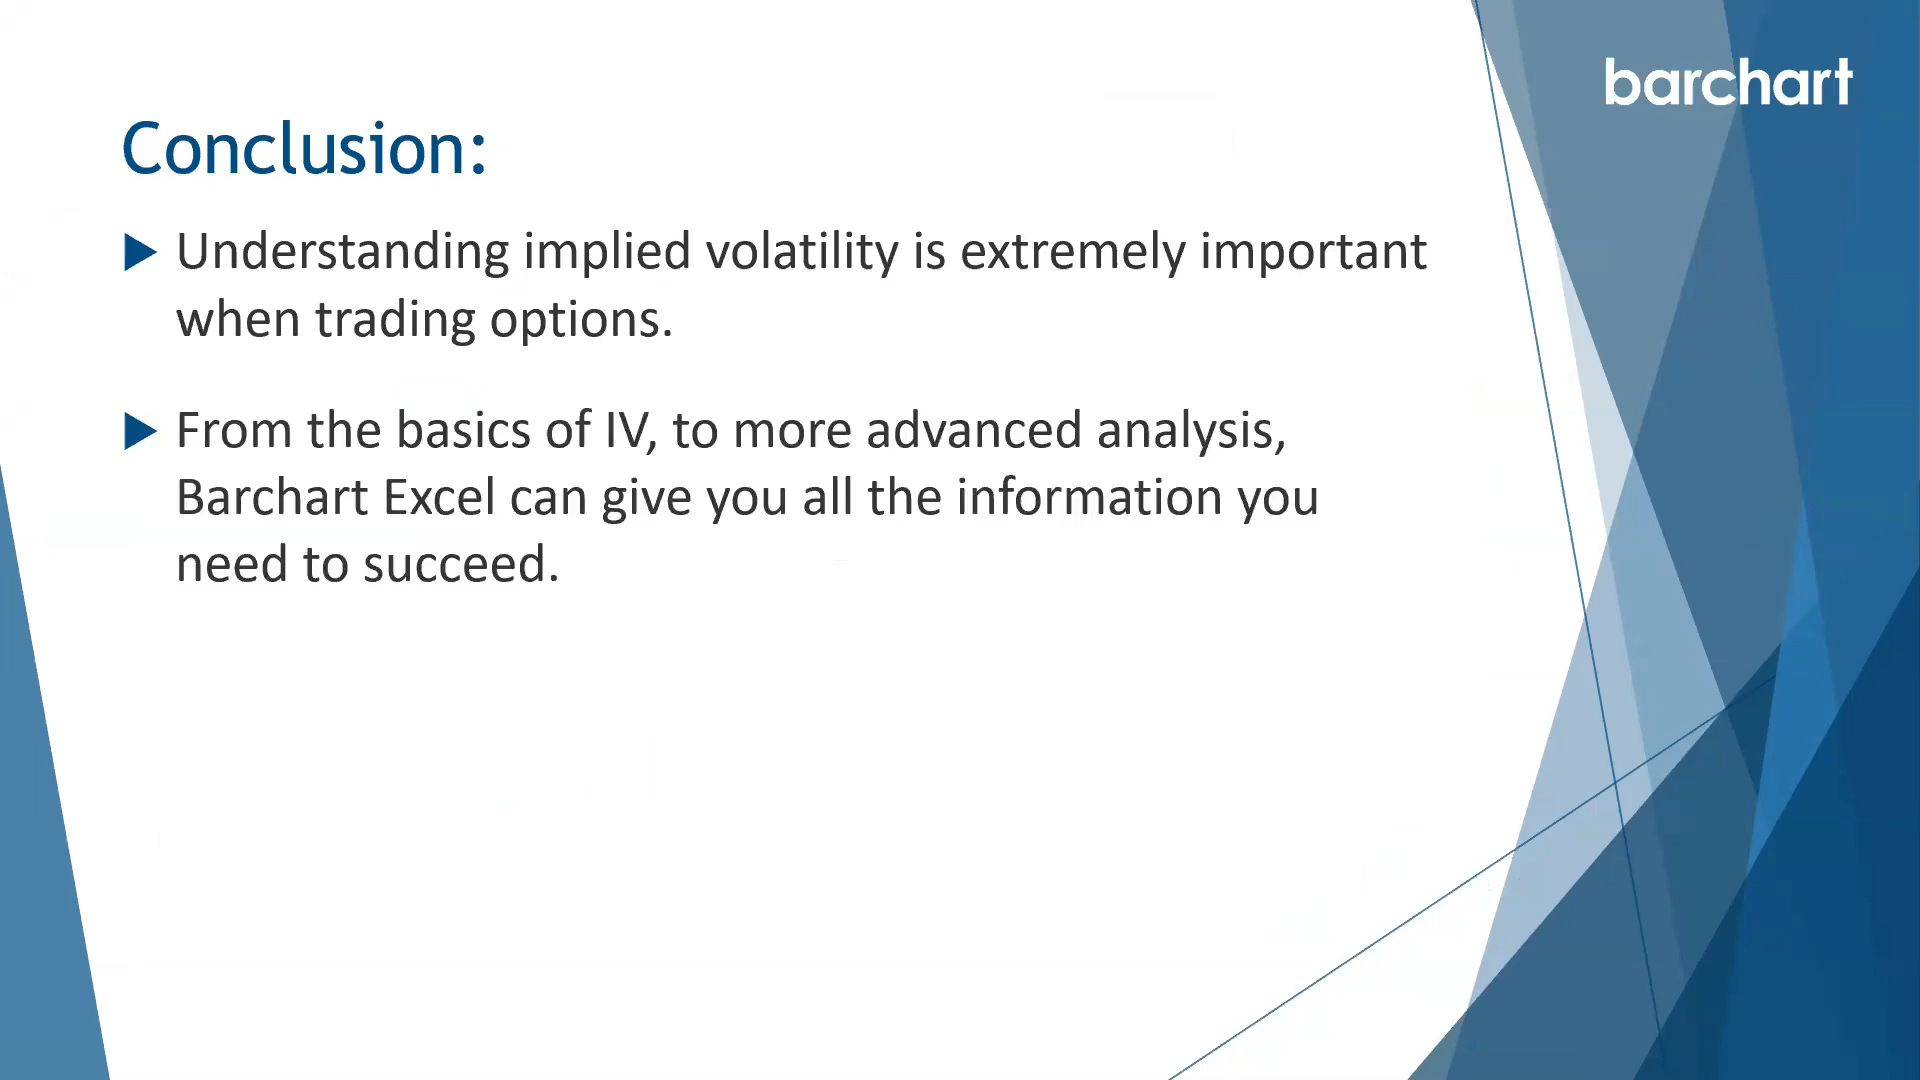 barchart
Conclusion:
Understanding implied volatility is extremely important
when trading options.
From the basics of IV, to more advanced analysis,
Barchart Excel can give you all the information you
need to succeed.